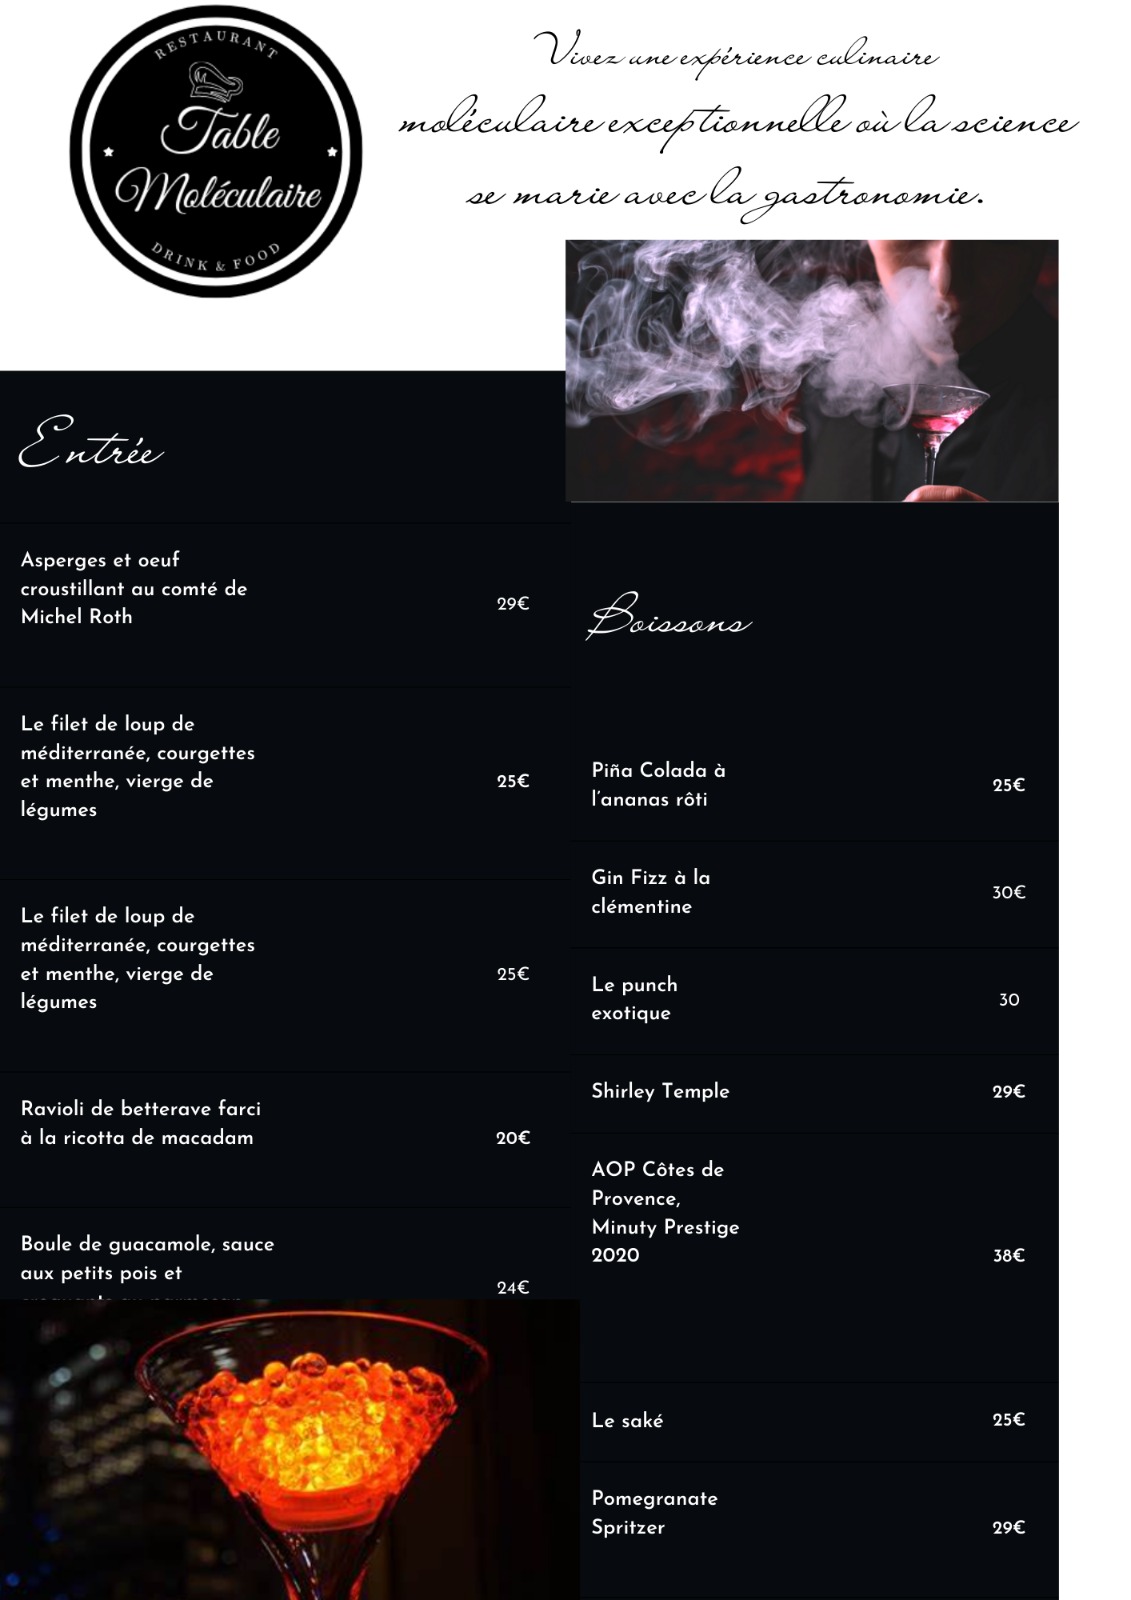 RESTAURANT
Table
Moléculaire
DRINK & FOOD
Vivez une expérience culinaire
moléculaire exceptionnelle où la science
se marie avec la gastronomie.
Entrée
Asperges et oeuf
croustillant au comté de
Michel Roth
29€
Le filet de loup de
méditerranée, courgettes
et menthe, vierge de
légumes
25€
Le filet de loup de
méditerranée, courgettes
et menthe, vierge de
légumes
25€
Ravioli de betterave farci
à la ricotta de macadam
20€
Boule de guacamole, sauce
aux petits pois et
24€
Boissons
Piña Colada à
l'ananas rôti
25€
Gin Fizz à la
clémentine
30€
Le punch
exotique
30
Shirley Temple
29€
AOP Côtes de
Provence,
Minuty Prestige
2020
38€
Le saké
25€
Pomegranate
Spritzer
29€